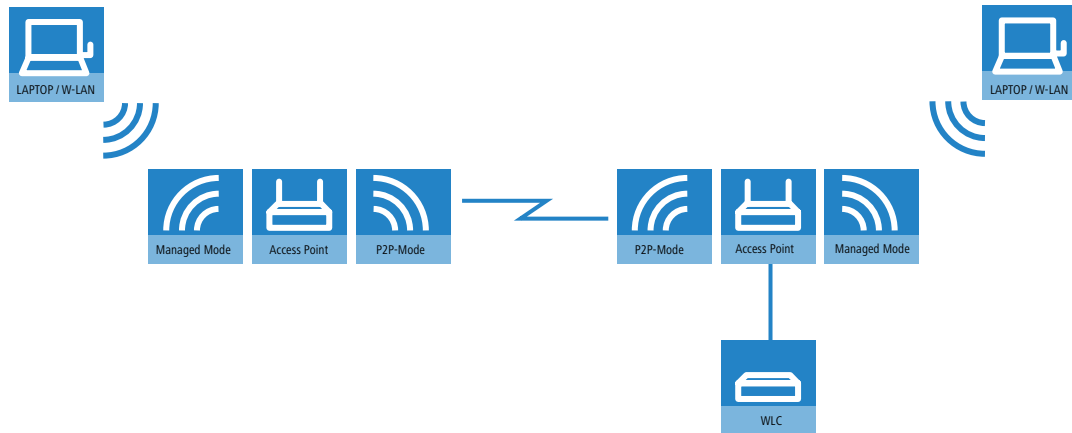 LAPTOP / W-LAN
LAPTOP / W-LAN
Managed Mode
Access Point
P2P-Mode
P2P-Mode
Access Point
Managed Mode
WLC